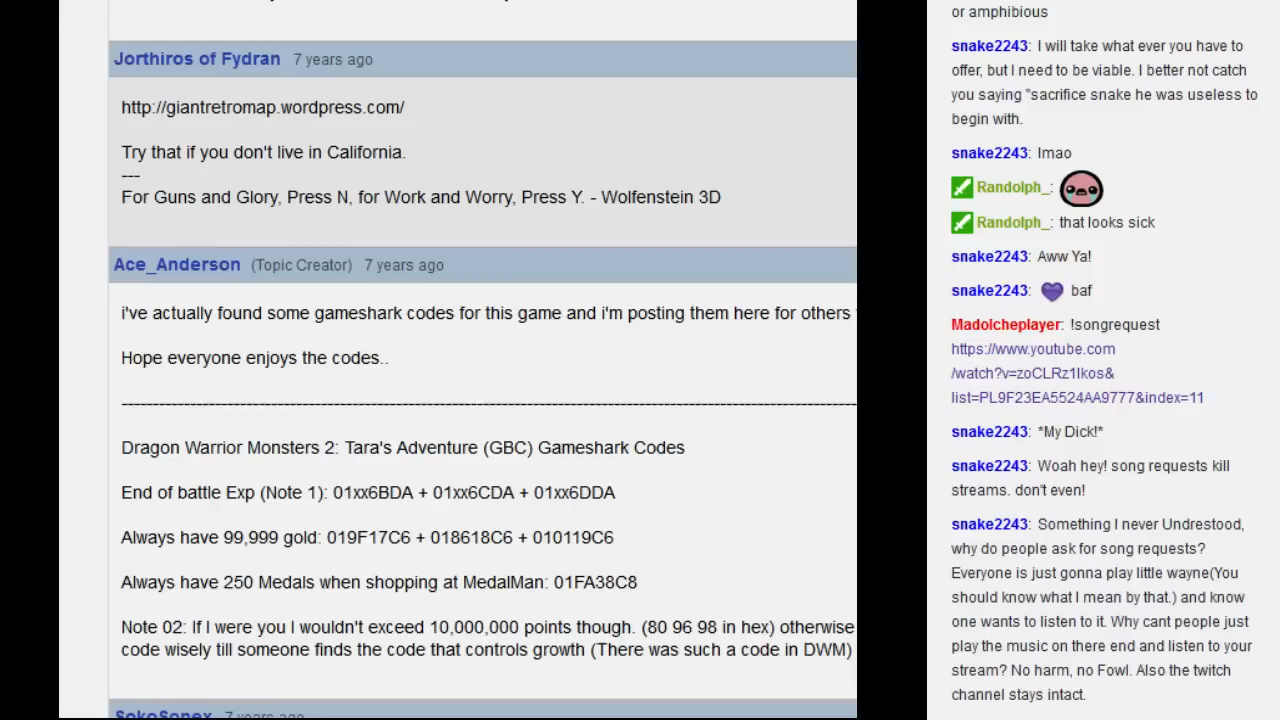 Jorthiros of Fydran 7 years ago
http://giantretromap.wordpress.com/
Try that if you don't live in California.
---
For Guns and Glory, Press N, for Work and Worry, Press Y. - Wolfenstein 3D
Ace_Anderson (Topic Creator) 7 years ago
i've actually found some gameshark codes for this game and i'm posting them here for others
Hope everyone enjoys the codes..
Dragon Warrior Monsters 2: Tara's Adventure (GBC) Gameshark Codes
End of battle Exp (Note 1): 01xx6BDA + 01xx6CDA + 01xx6DDA
Always have 99,999 gold: 019F17C6 + 018618C6 + 010119C6
Always have 250 Medals when shopping at MedalMan: 01FA38C8
Note 02: If I were you I wouldn't exceed 10,000,000 points though. (80 96 98 in hex) otherwise
code wisely till someone finds the code that controls growth (There was such a code in DWM)
SokoSonex 7 years ago
or amphibious
snake2243: I will take what ever you have to
offer, but I need to be viable. I better not catch
you saying "sacrifice snake he was useless to
begin with.
snake2243: lmao
Randolph_:
Randolph_: that looks sick
snake2243: Aww Ya!
snake2243: baf
Madolcheplayer: !songrequest
https://www.youtube.com
/watch?v=zoCLRz1lkos&
list=PL9F23EA5524AA9777&index=11
snake2243: *My Dick!*
snake2243: Woah hey! song requests kill
streams. don't even!
snake2243: Something I never Undrestood,
why do people ask for song requests?
Everyone is just gonna play little wayne(You
should know what I mean by that.) and know
one wants to listen to it. Why cant people just
play the music on there end and listen to your
stream? No harm, no Fowl. Also the twitch
channel stays intact.